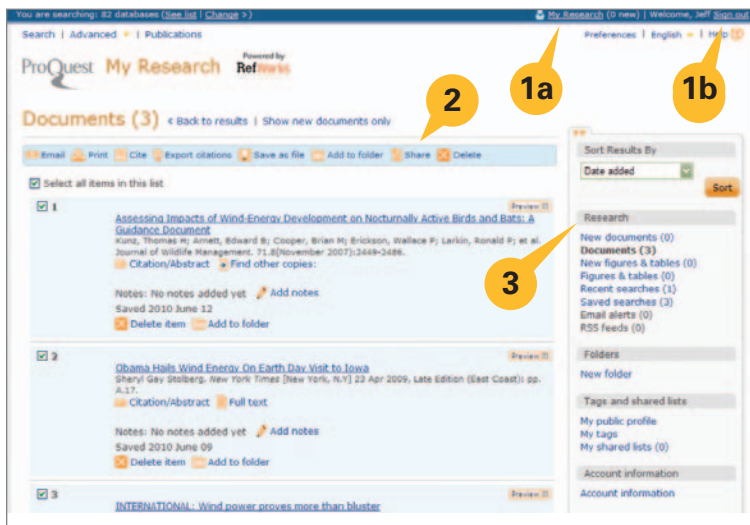 You are searching: 82 databases (See list | Change >)
My Research (0 new) | Welcome, Jeff Sign out
Search | Advanced | Publications
Preferences | English | Help
ProQuest My Research Powered by RefWorks
2
1a
1b
Documents (3) < Back to results | Show new documents only
Email Print Cite Export citations Save as file Add to folder Share Delete
Select all items in this list
1 Preview
Assessing Impacts of Wind-Energy Development on Nocturnally Active Birds and Bats: A
Guidance Document
Kunz, Thomas H; Arnett, Edward B; Cooper, Brian M; Erickson, Wallace P; Larkin, Ronald P; et al.
Journal of Wildlife Management. 71.8(November 2007):2449-2486.
Citation/Abstract Find other copies:
Notes: No notes added yet Add notes
Saved 2010 June 12
Delete item Add to folder
2 Preview
Obama Hails Wind Energy On Earth Day Visit to Iowa
Sheryl Gay Stolberg. New York Times [New York, N.Y] 23 Apr 2009, Late Edition (East Coast): pp.
A.17.
Citation/Abstract Full text
Notes: No notes added yet Add notes
Saved 2010 June 09
Delete item Add to folder
3 Preview
INTERNATIONAL: Wind power proves more than bluster
Sort Results By
Date added
Sort
3
Research
New documents (0)
Documents (3)
New figures & tables (0)
Figures & tables (0)
Recent searches (1)
Saved searches (3)
Email alerts (0)
RSS feeds (0)
Folders
New folder
Tags and shared lists
My public profile
My tags
My shared lists (0)
Account information
Account information